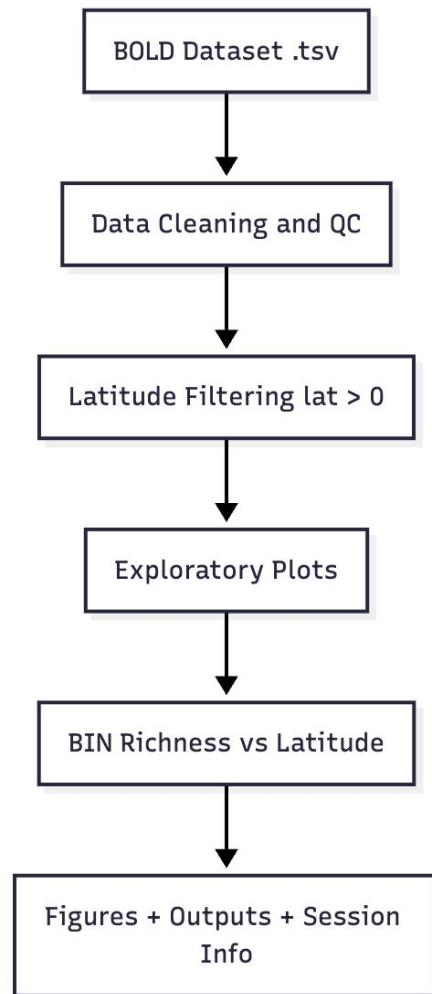 BOLD Dataset .tsv
Data Cleaning and QC
Latitude Filtering lat > 0
Exploratory Plots
BIN Richness vs Latitude
Figures + Outputs + Session
Info